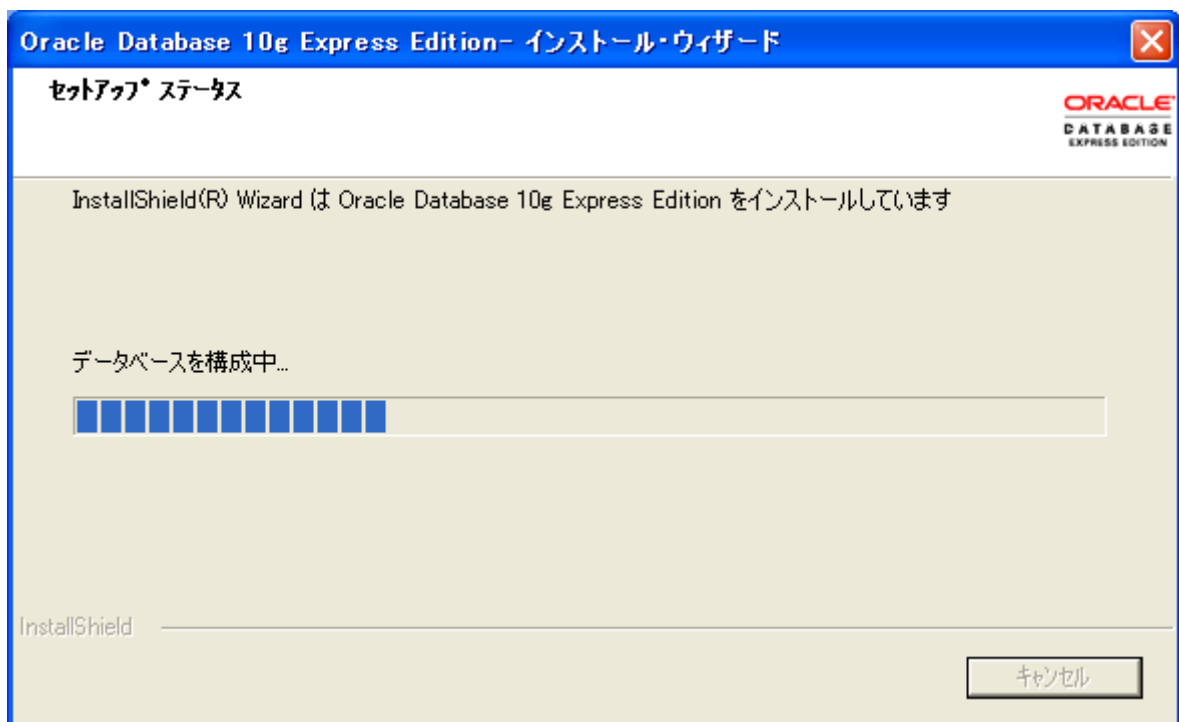 Oracle Database 10g Express Edition- インストール・ウィザード
セットアップ ステータス
ORACLE
DATABASE
EXPRESS EDITION
InstallShield(R) Wizard は Oracle Database 10g Express Edition をインストールしています
データベースを構成中...
InstallShield
キャンセル